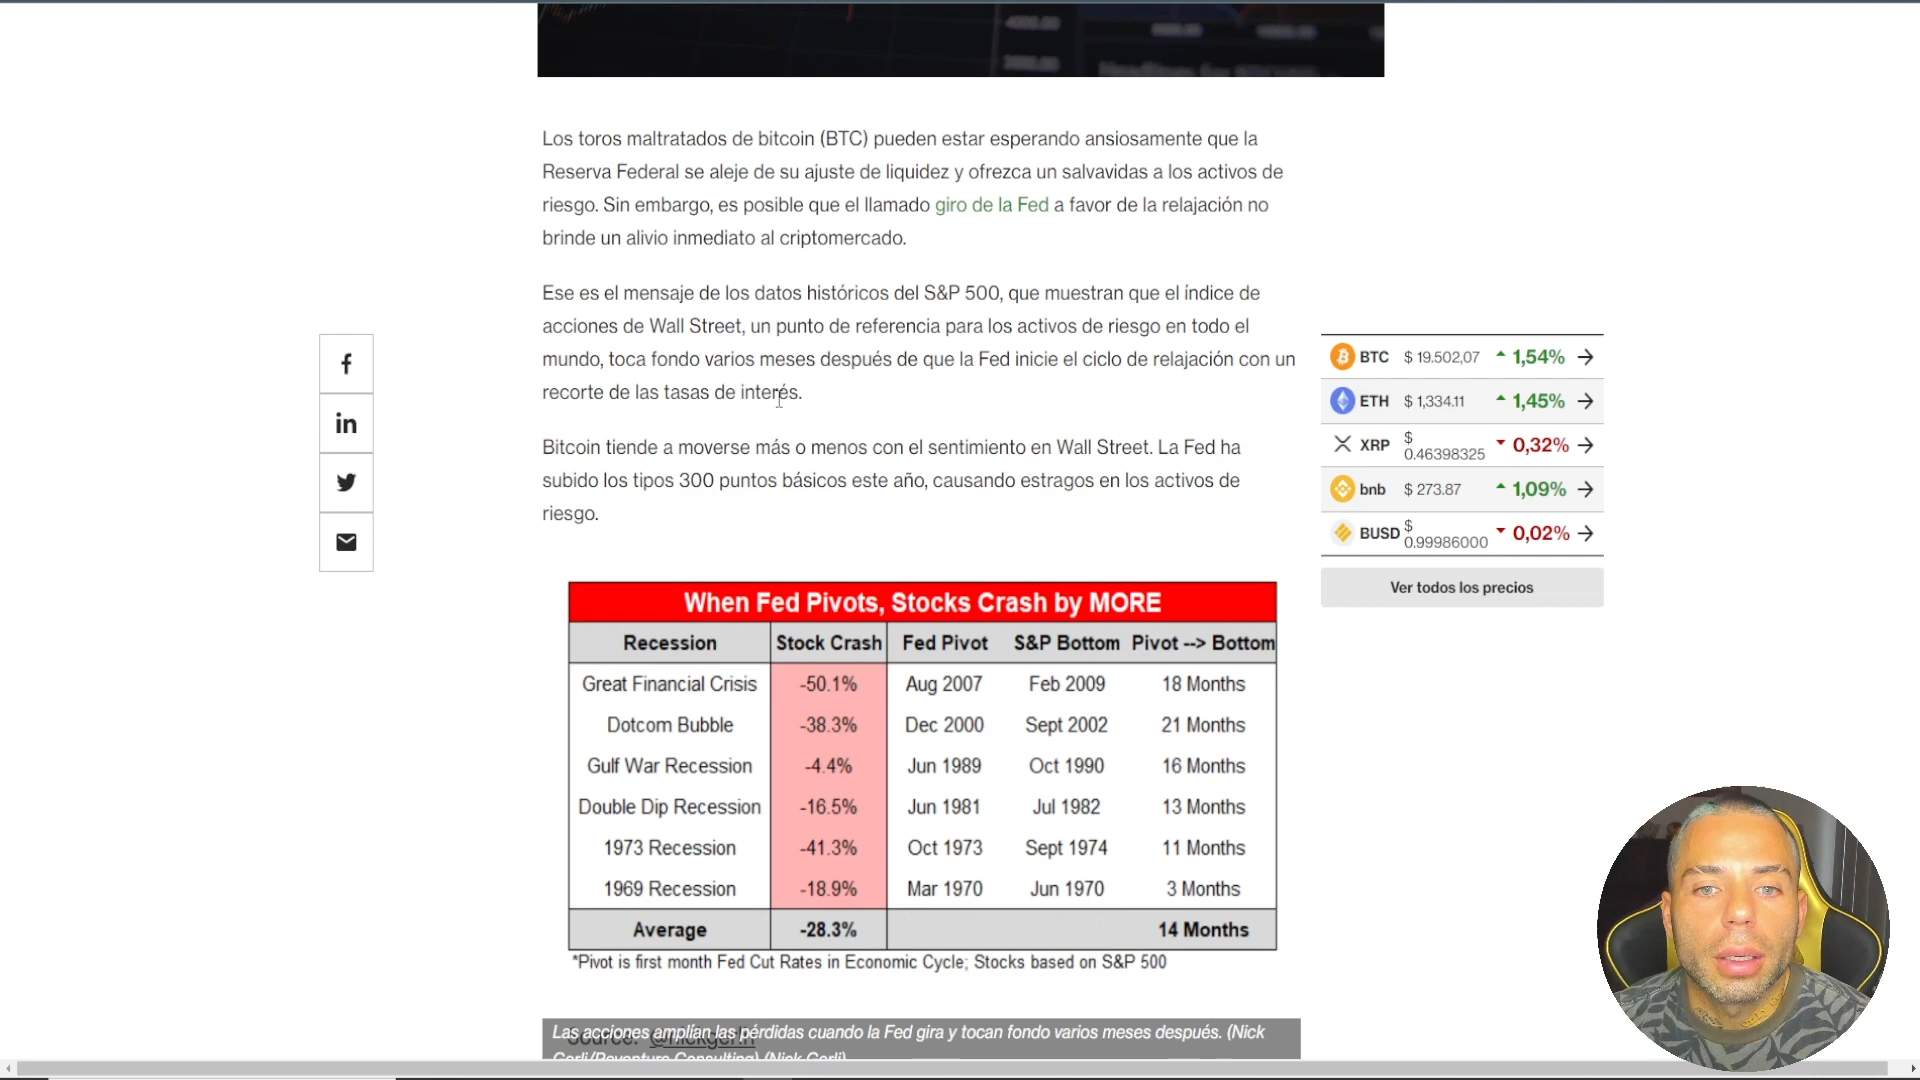 Los toros maltratados de bitcoin (BTC) pueden estar esperando ansiosamente que la
Reserva Federal se aleje de su ajuste de liquidez y ofrezca un salvavidas a los activos de
riesgo. Sin embargo, es posible que el llamado giro de la Fed a favor de la relajación no
brinde un alivio inmediato al criptomercado.
Ese es el mensaje de los datos históricos del S&P 500, que muestran que el índice de
acciones de Wall Street, un punto de referencia para los activos de riesgo en todo el
mundo, toca fondo varios meses después de que la Fed inicie el ciclo de relajación con un
recorte de las tasas de interés.
Bitcoin tiende a moverse más o menos con el sentimiento en Wall Street. La Fed ha
subido los tipos 300 puntos básicos este año, causando estragos en los activos de
riesgo.
BTC $ 19.502,07 1,54%
ETH $ 1,334.11 1,45%
XRP $ 0.46398325 0,32%
bnb $ 273.87 1,09%
BUSD $ 0.99986000 0,02%
Ver todos los precios
When Fed Pivots, Stocks Crash by MORE
Recession Stock Crash Fed Pivot S&P Bottom Pivot --> Bottom
Great Financial Crisis -50.1% Aug 2007 Feb 2009 18 Months
Dotcom Bubble -38.3% Dec 2000 Sept 2002 21 Months
Gulf War Recession -4.4% Jun 1989 Oct 1990 16 Months
Double Dip Recession -16.5% Jun 1981 Jul 1982 13 Months
1973 Recession -41.3% Oct 1973 Sept 1974 11 Months
1969 Recession -18.9% Mar 1970 Jun 1970 3 Months
Average -28.3% 14 Months
*Pivot is first month Fed Cut Rates in Economic Cycle; Stocks based on S&P 500
Las acciones amplían las pérdidas cuando la Fed gira y tocan fondo varios meses después. (Nick